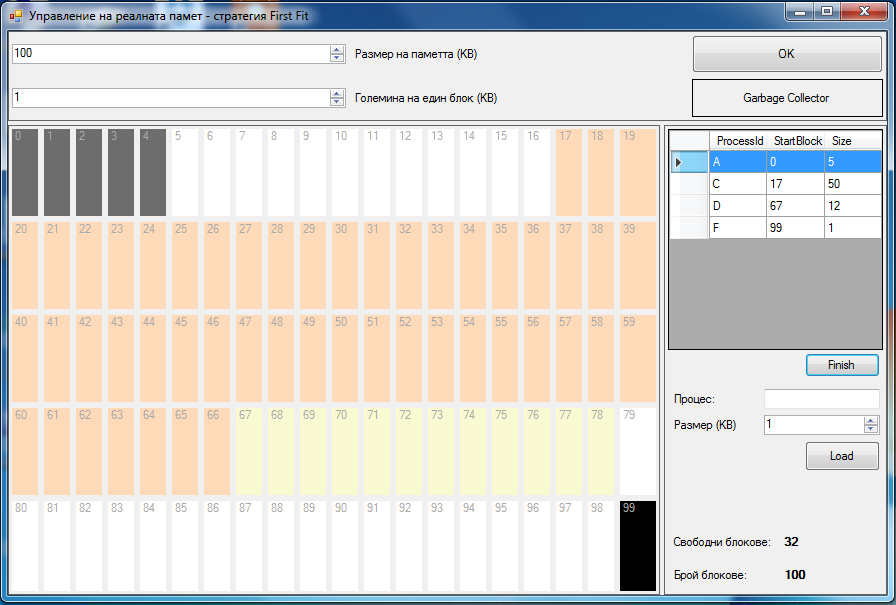 Управление на реалната памет - стратегия First Fit
100 Размер на паметта (KB) OK
1 Големина на един блок (KB) Garbage Collector
0 1 2 3 4 5 6 7 8 9 10 11 12 13 14 15 16 17 18 19
20 21 22 23 24 25 26 27 28 29 30 31 32 33 34 35 36 37 38 39
40 41 42 43 44 45 46 47 48 49 50 51 52 53 54 55 56 57 58 59
60 61 62 63 64 65 66 67 68 69 70 71 72 73 74 75 76 77 78 79
80 81 82 83 84 85 86 87 88 89 90 91 92 93 94 95 96 97 98 99
ProcessId StartBlock Size
A 0 5
C 17 50
D 67 12
F 99 1
Finish
Процес:
Размер (KB) 1
Load
Свободни блокове: 32
Брой блокове: 100